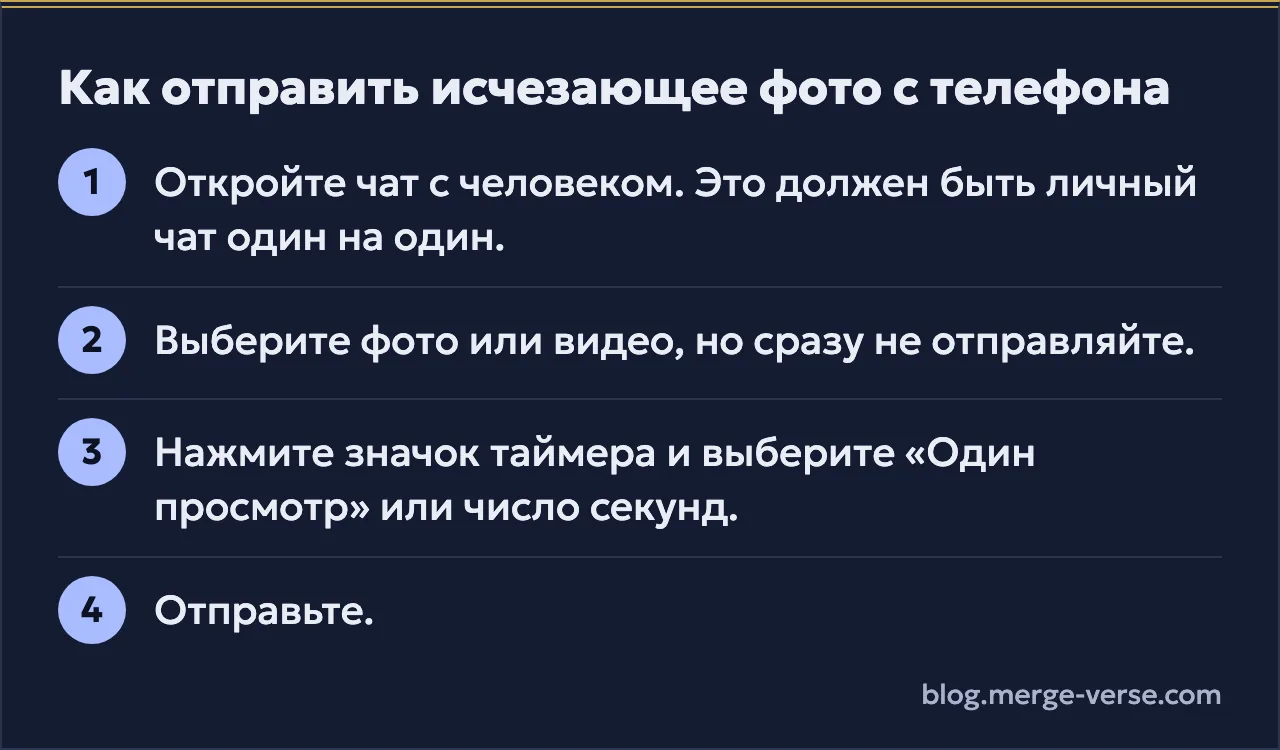 Как отправить исчезающее фото с телефона
1
Откройте чат с человеком. Это должен быть личный
чат один на один.
2
Выберите фото или видео, но сразу не отправляйте.
3
Нажмите значок таймера и выберите «Один
просмотр» или число секунд.
4
Отправьте.
blog.merge-verse.com